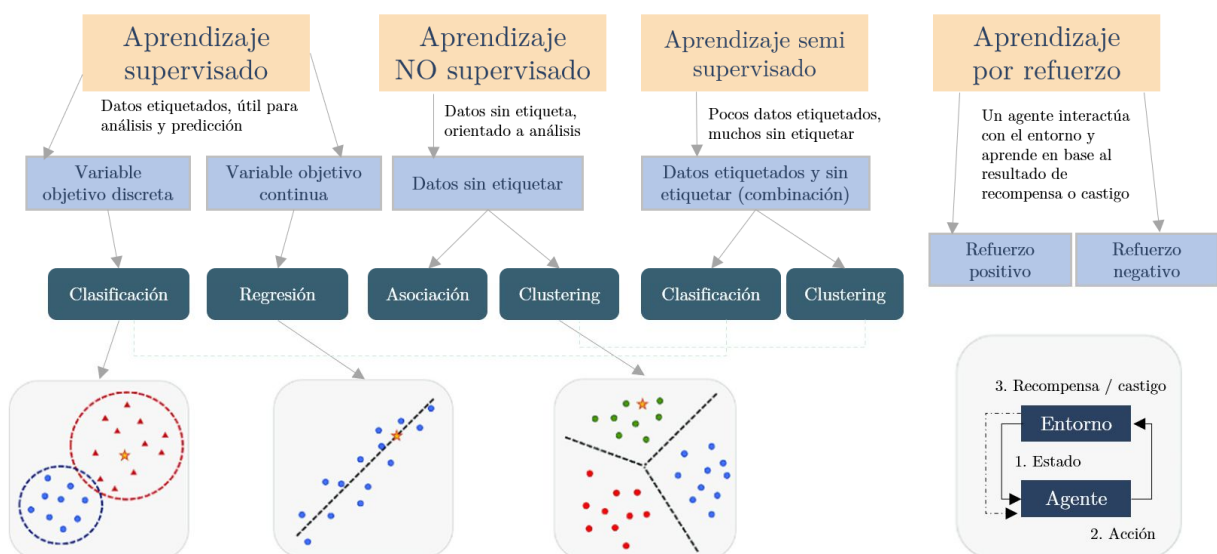 Aprendizaje
supervisado
Datos etiquetados, útil para
análisis y predicción
Variable
objetivo discreta
Variable objetivo
continua
Clasificación
Regresión
Aprendizaje
NO supervisado
Datos sin etiqueta,
orientado a análisis
Datos sin etiquetar
Asociación
Clustering
Aprendizaje semi
supervisado
Pocos datos etiquetados,
muchos sin etiquetar
Datos etiquetados y sin
etiquetar (combinación)
Clasificación
Clustering
Aprendizaje
por refuerzo
Un agente interactúa
con el entorno y
aprende en base al
resultado de
recompensa o castigo
Refuerzo
positivo
Refuerzo
negativo
3. Recompensa / castigo
Entorno
1. Estado
Agente
2. Acción